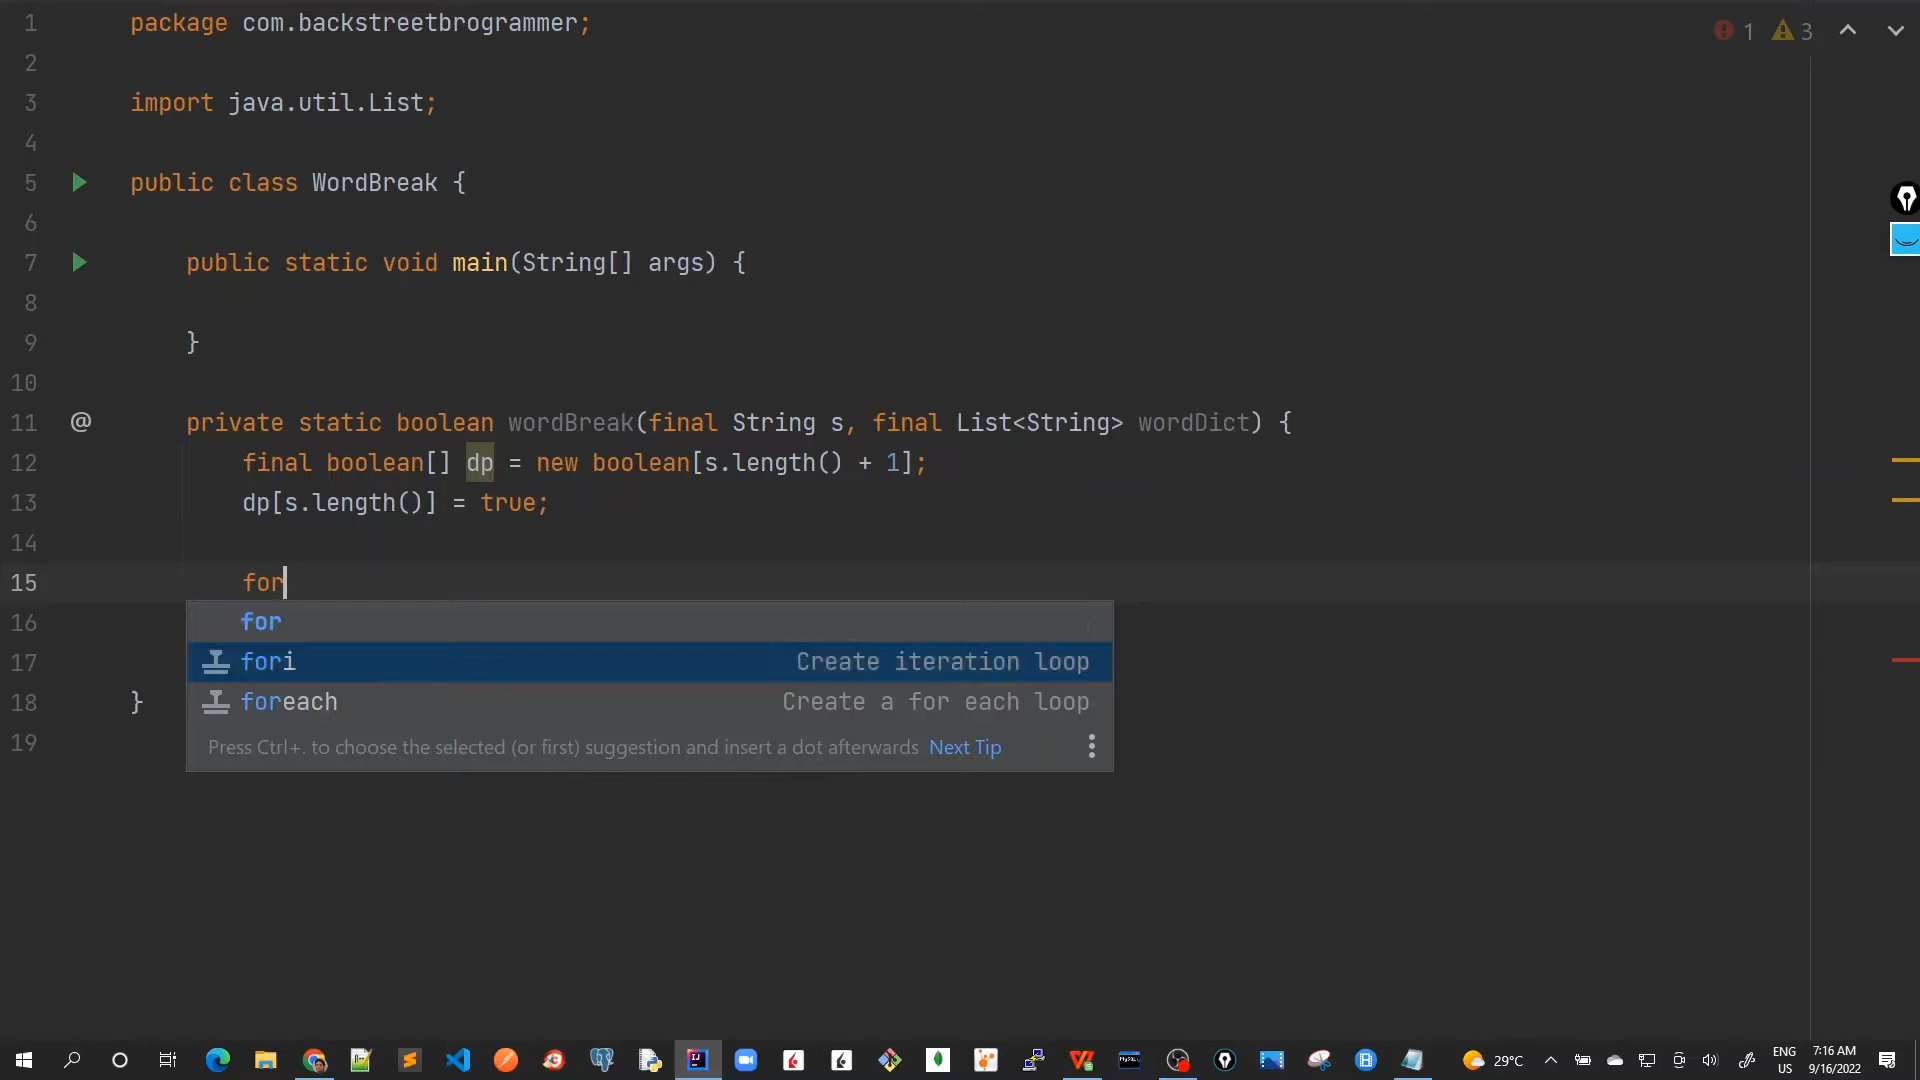 1 package com.backstreetbrogrammer;
1 3
2
3 import java.util.List;
4
5 public class WordBreak {
6
7 public static void main(String[] args) {
8
9 }
10
11 @ private static boolean wordBreak(final String s, final List<String> wordDict) {
12 final boolean[] dp = new boolean[s.length() + 1];
13 dp[s.length()] = true;
14
15 for
16 for
17 fori Create iteration loop
18 } foreach Create a for each loop
19 Press Ctrl+. to choose the selected (or first) suggestion and insert a dot afterwards Next Tip
29°C ENG 7:16 AM
US 9/16/2022